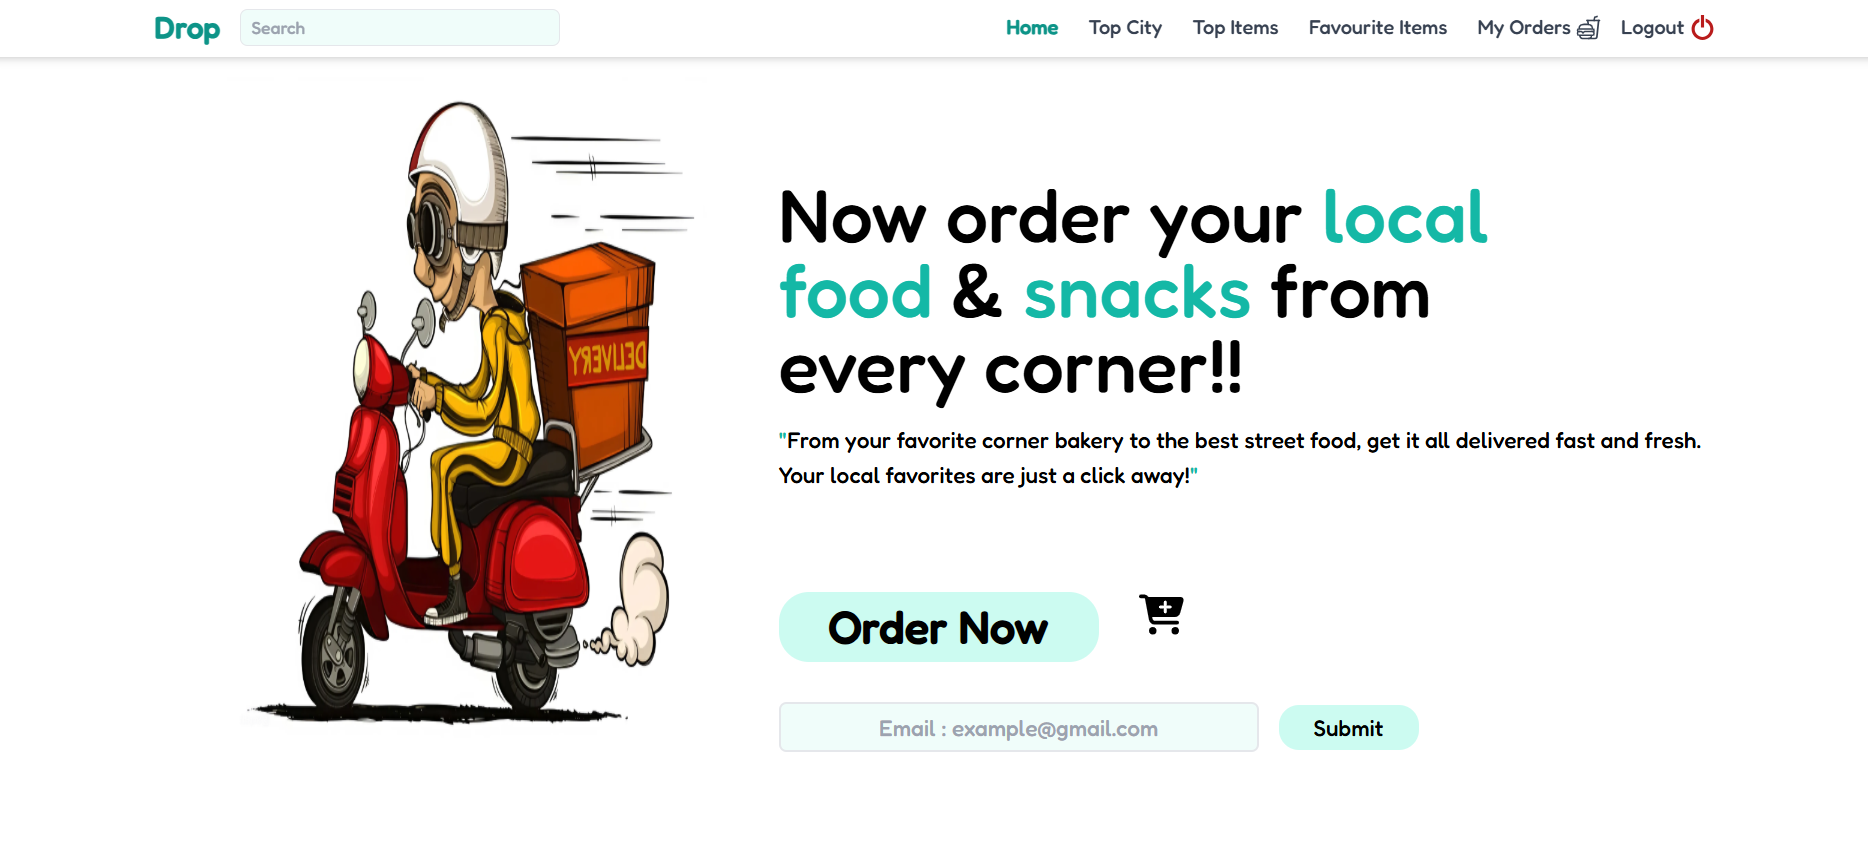 Drop
Search
Home
Top City
Top Items
Favourite Items
My Orders
Logout
DELIVERY
Now order your local
food & snacks from
every corner!!
"From your favorite corner bakery to the best street food, get it all delivered fast and fresh.
Your local favorites are just a click away!"
Order Now
Email : example@gmail.com
Submit